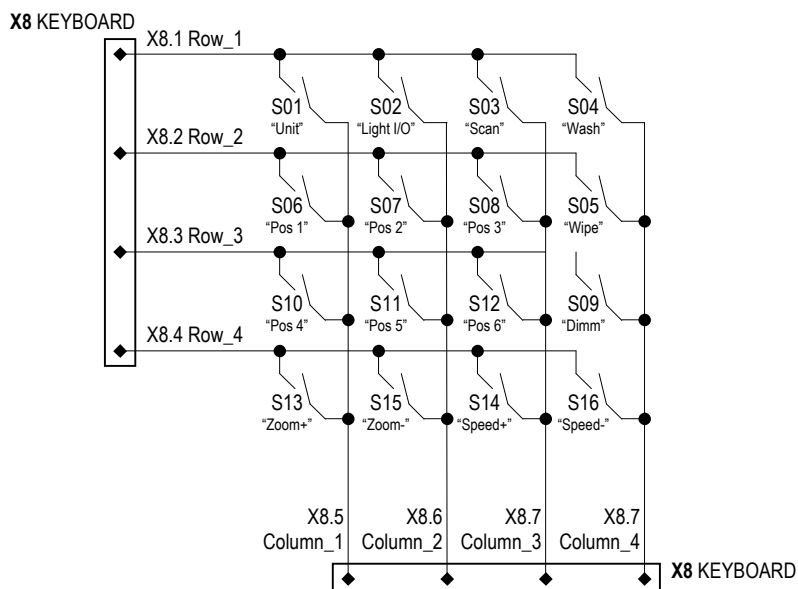 X8 KEYBOARD
X8.1 Row_1
S01 S02 S03 S04
“Unit” “Light I/O” “Scan” “Wash”
X8.2 Row_2
S06 S07 S08 S05
“Pos 1” “Pos 2” “Pos 3” “Wipe”
X8.3 Row_3
S10 S11 S12 S09
“Pos 4” “Pos 5” “Pos 6” “Dimm”
X8.4 Row_4
S13 S15 S14 S16
“Zoom+” “Zoom-” “Speed+” “Speed-”
X8.5 X8.6 X8.7 X8.7
Column_1 Column_2 Column_3 Column_4
X8 KEYBOARD